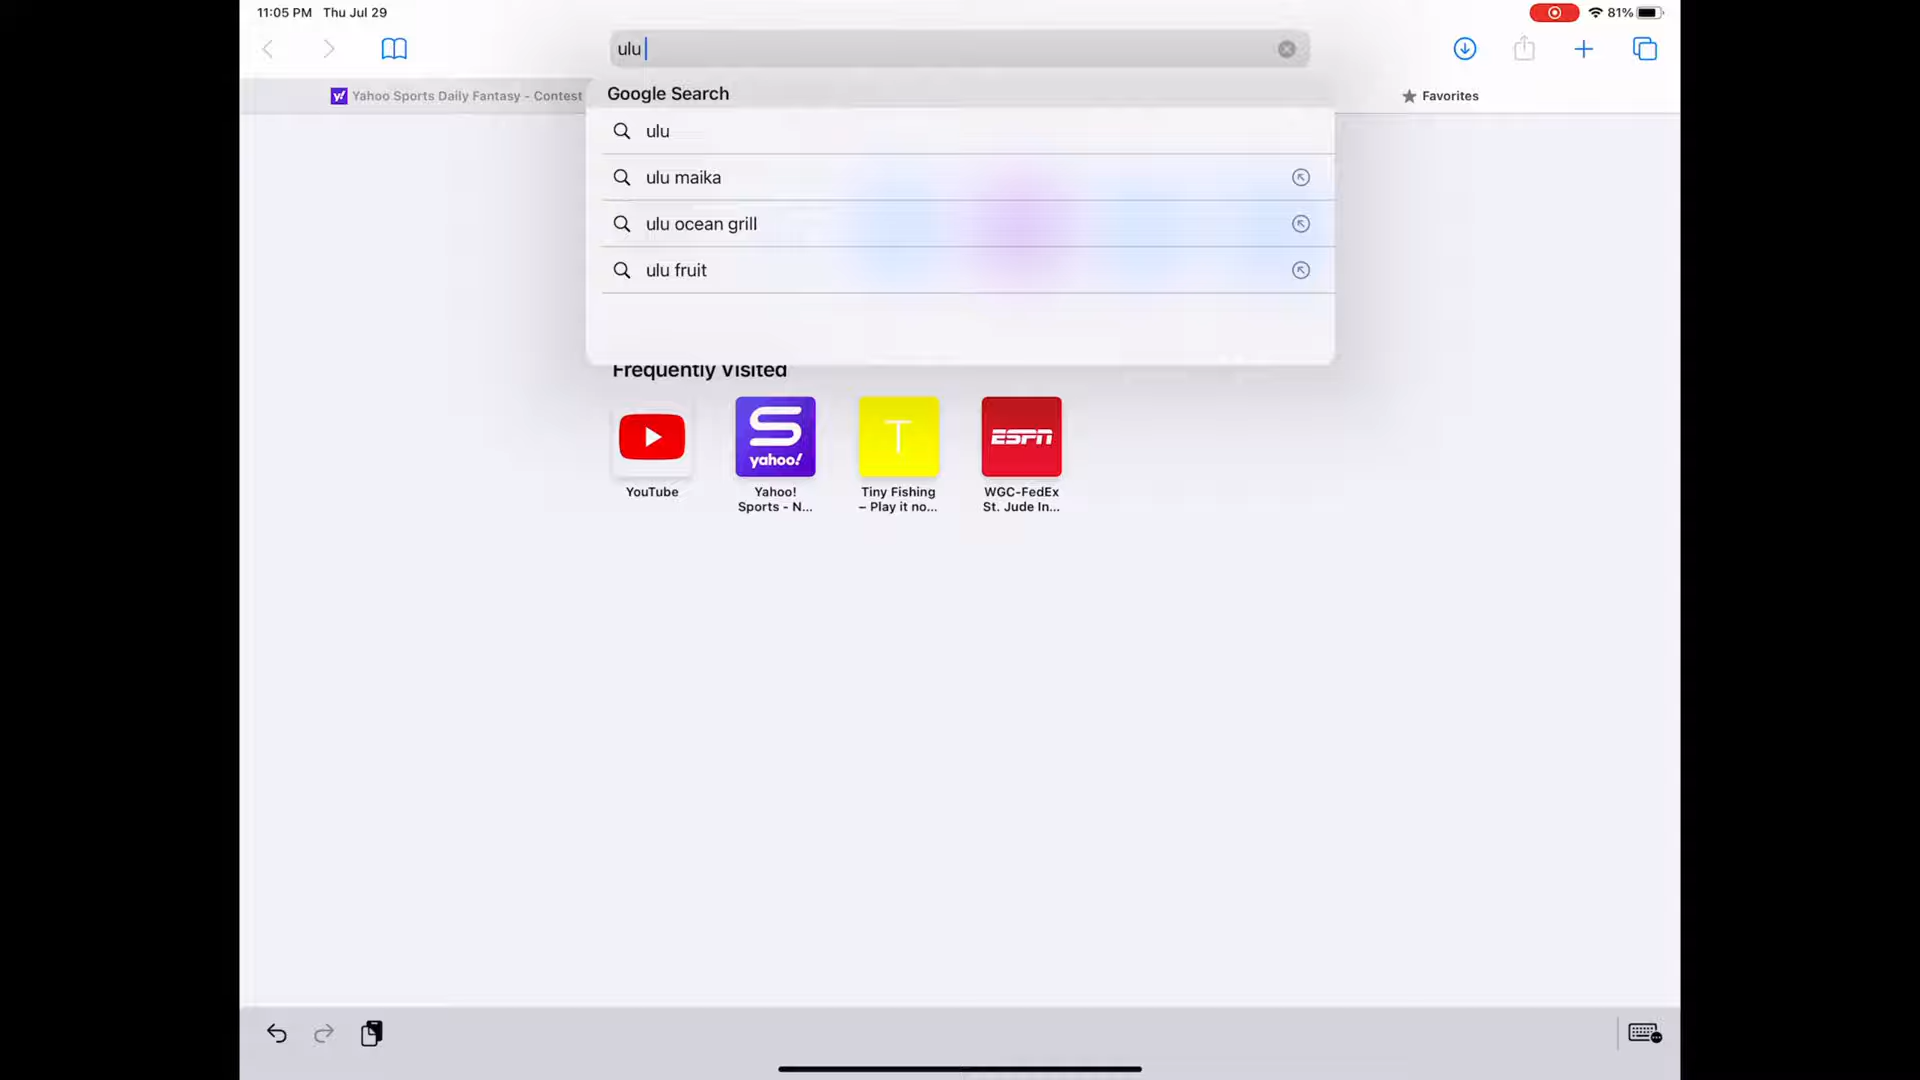 11:05 PM Thu Jul 29
81%
ulu
Yahoo Sports Daily Fantasy - Contest
Google Search
Favorites
ulu
ulu maika
ulu ocean grill
ulu fruit
Frequently Visited
S
yahoo!
T
ESPN
YouTube
Yahoo!
Sports - N...
Tiny Fishing
– Play it no...
WGC-FedEx
St. Jude In...